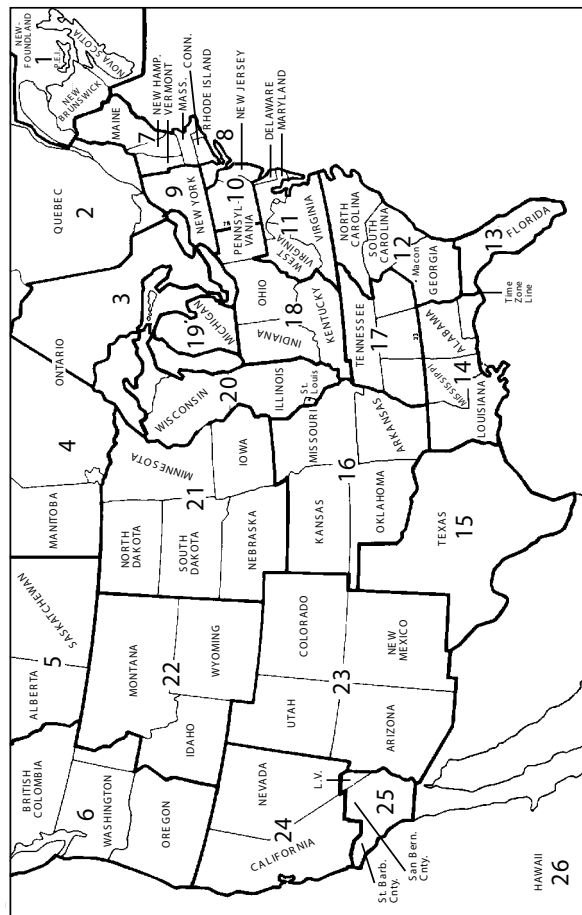 NEW-
FOUNDLAND
1
P.E.I.
NOVA SCOTIA
NEW
BRUNSWICK
MAINE
QUEBEC
2
NEW HAMP.
VERMONT
MASS.
CONN.
RHODE ISLAND
7
8
NEW JERSEY
DELAWARE
MARYLAND
9
NEW YORK
PENNSYL-
VANIA
10
11
WEST
VIRGINIA
VIRGINIA
NORTH
CAROLINA
SOUTH
CAROLINA
12
Macon
GEORGIA
13
FLORIDA
Time
Zone
Line
ONTARIO
3
4
MANITOBA
19
MICHIGAN
OHIO
INDIANA
18
KENTUCKY
TENNESSEE
17
ALABAMA
MISSISSIPPI
14
LOUISIANA
WISCONSIN
20
ILLINOIS
St.
Louis
MINNESOTA
IOWA
21
MISSOURI
16
ARKANSAS
NORTH
DAKOTA
SOUTH
DAKOTA
NEBRASKA
KANSAS
OKLAHOMA
TEXAS
15
SASKATCHEWAN
ALBERTA
5
MONTANA
22
WYOMING
IDAHO
COLORADO
UTAH
23
NEW
MEXICO
ARIZONA
BRITISH
COLOMBIA
6
WASHINGTON
OREGON
NEVADA
24
CALIFORNIA
L.V.
25
San Bern.
Cnty.
St. Barb.
Cnty.
HAWAII
26